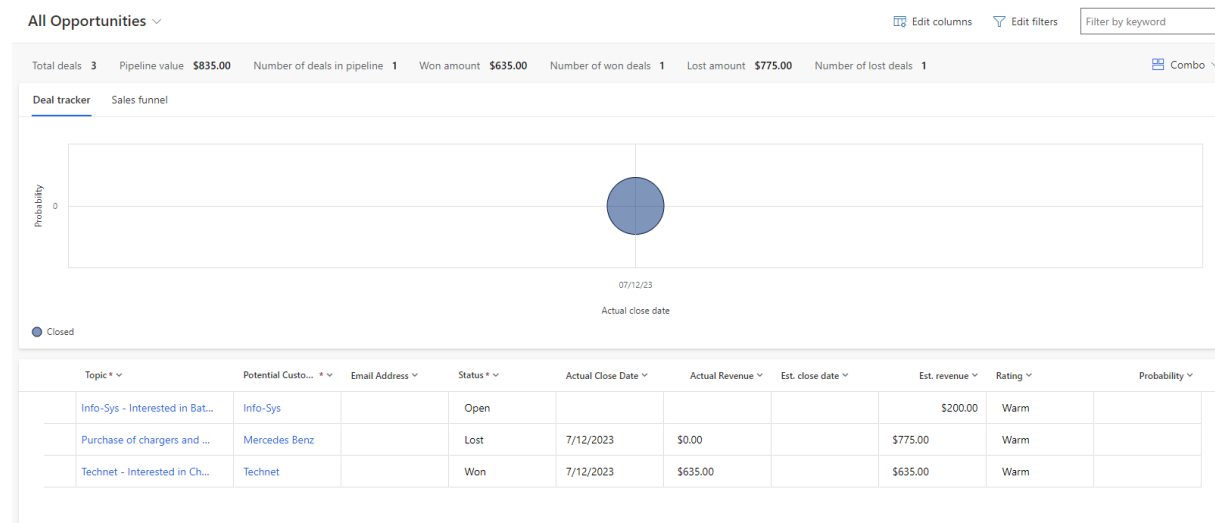 All Opportunities
Edit columns
Edit filters
Filter by keyword
Total deals 3 Pipeline value $835.00 Number of deals in pipeline 1 Won amount $635.00 Number of won deals 1 Lost amount $775.00 Number of lost deals 1
Combo
Deal tracker Sales funnel
Probability
0
07/12/23
Actual close date
Closed
Topic * Potential Custo... * Email Address Status * Actual Close Date Actual Revenue Est. close date Est. revenue Rating Probability
Info-Sys - Interested in Bat... Info-Sys Open $200.00 Warm
Purchase of chargers and ... Mercedes Benz Lost 7/12/2023 $0.00 $775.00 Warm
Technet - Interested in Ch... Technet Won 7/12/2023 $635.00 $635.00 Warm